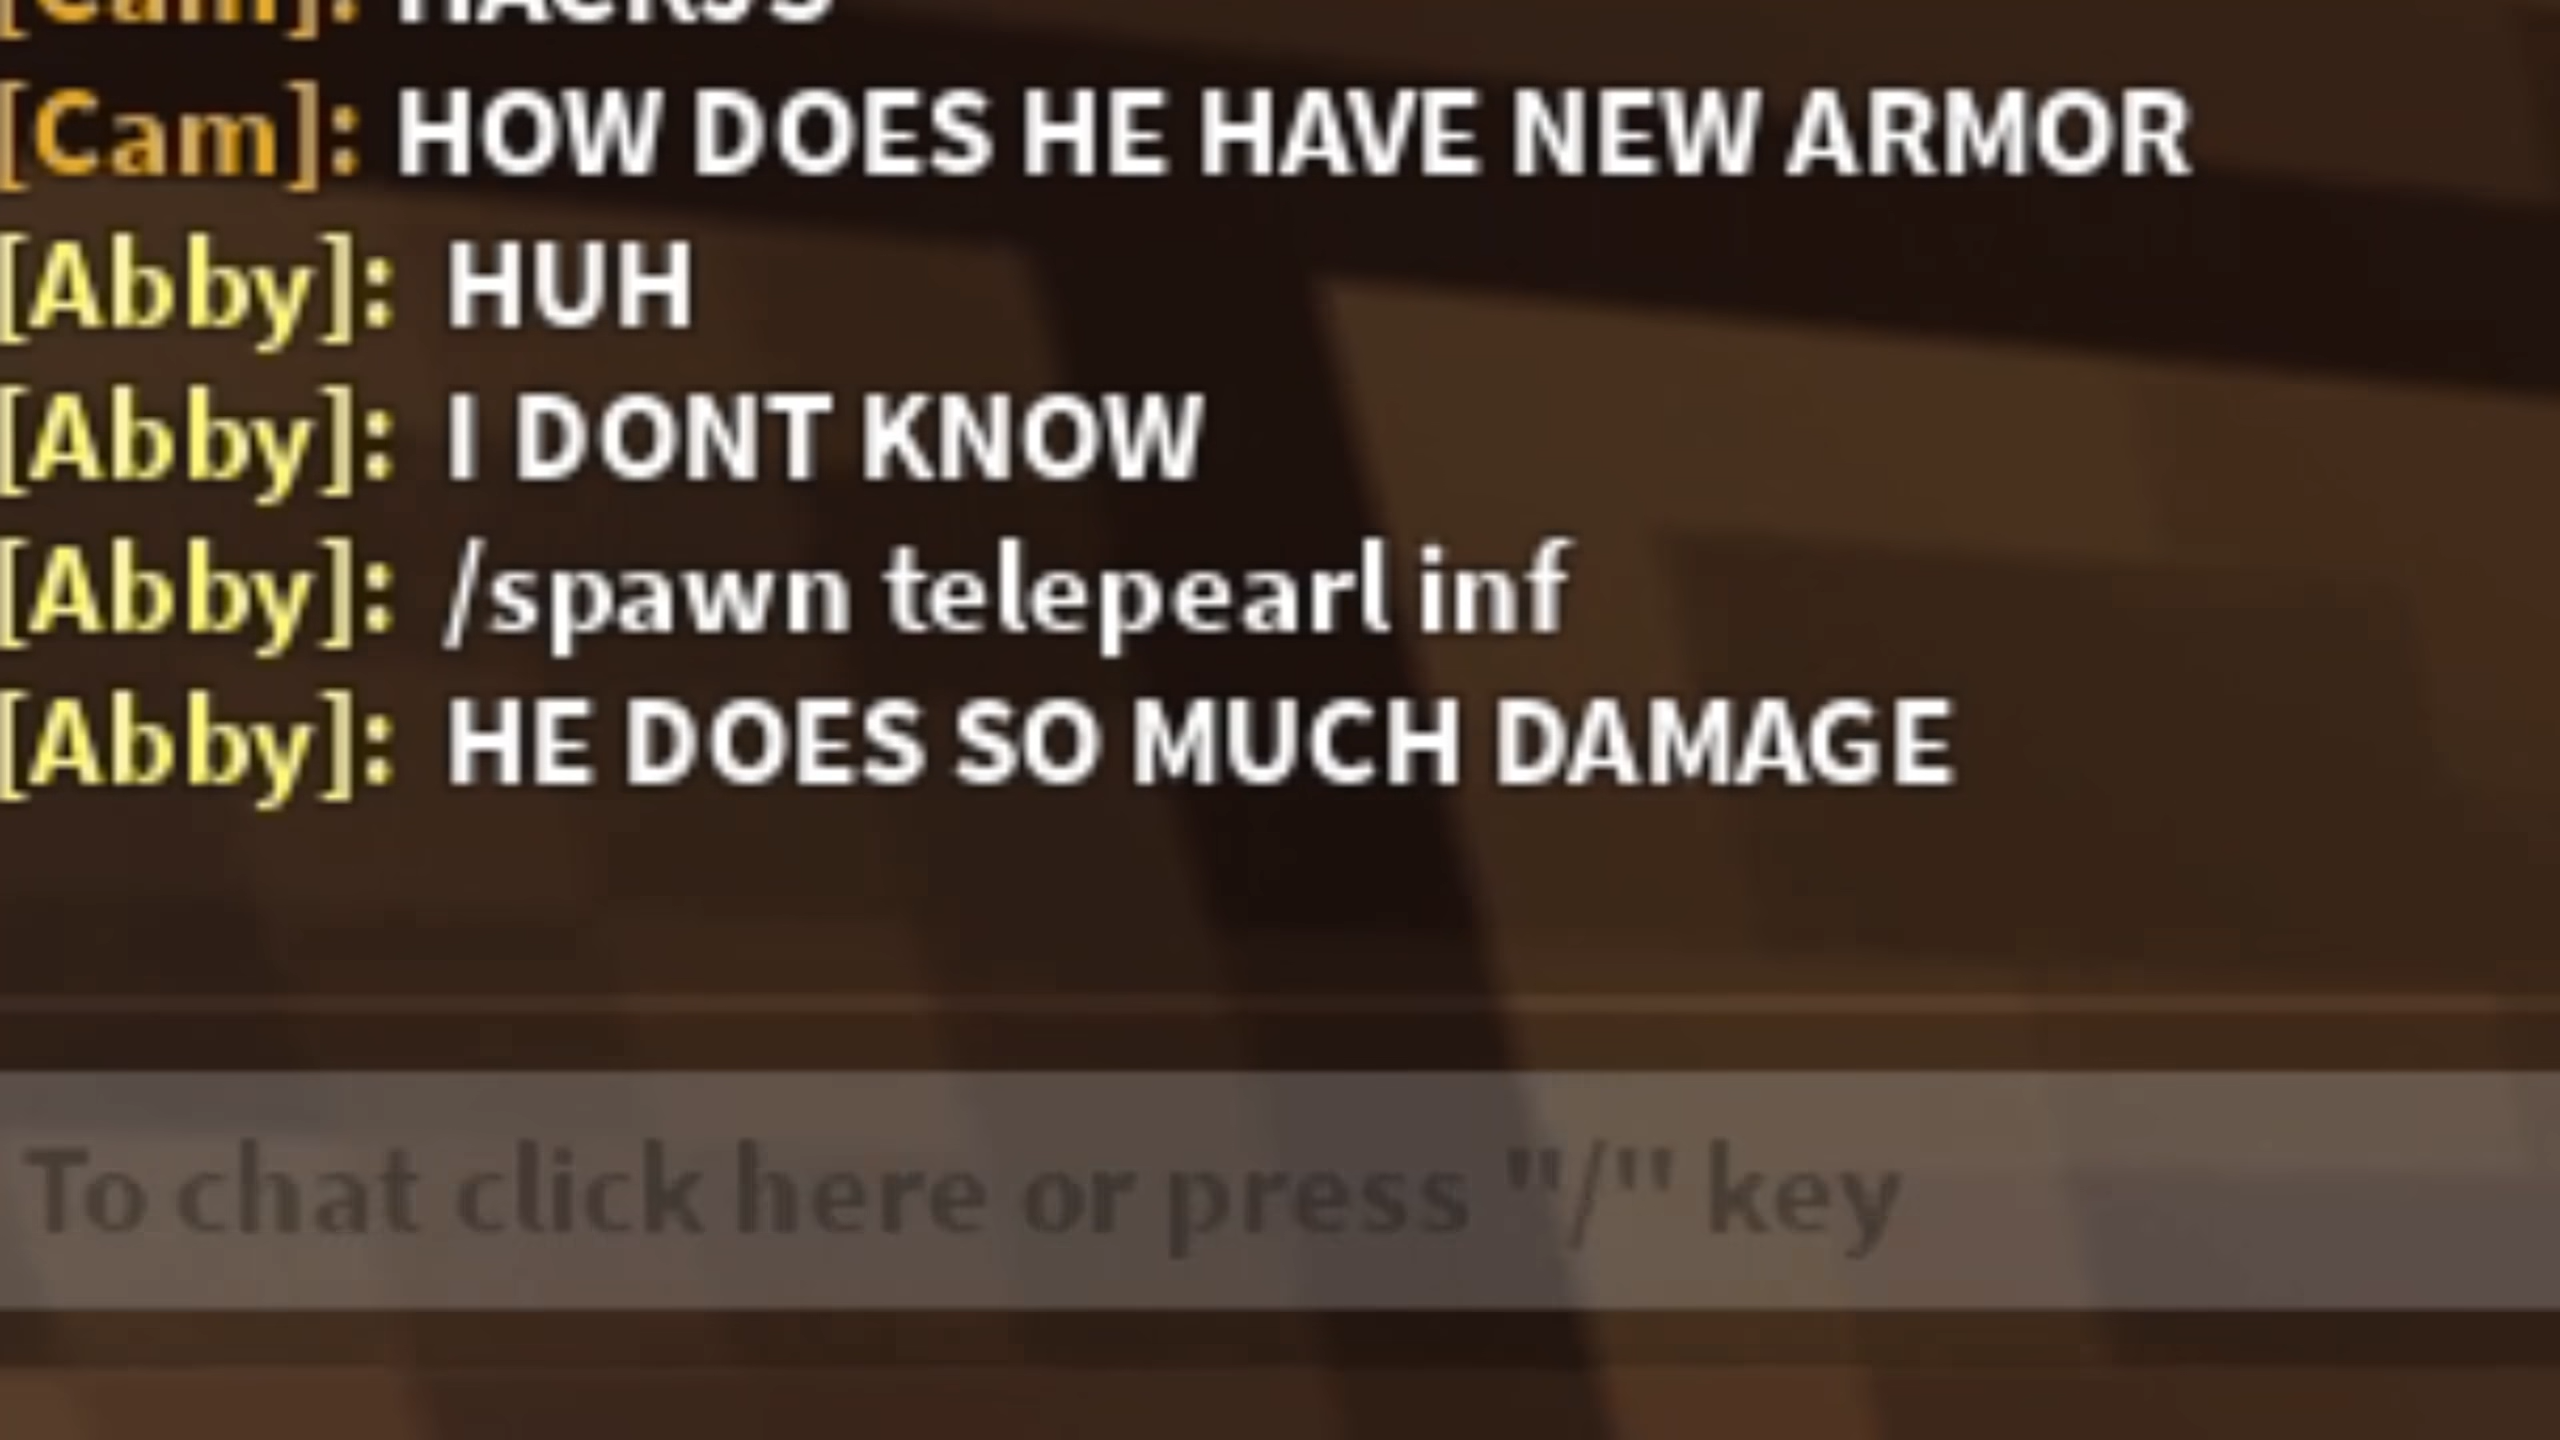 [Cam]:
[Cam]: HOW DOES HE HAVE NEW ARMOR
[Abby]: HUH
[Abby]: I DONT KNOW
[Abby]: /spawn telepearl inf
[Abby]: HE DOES SO MUCH DAMAGE
To chat click here or press "/" key